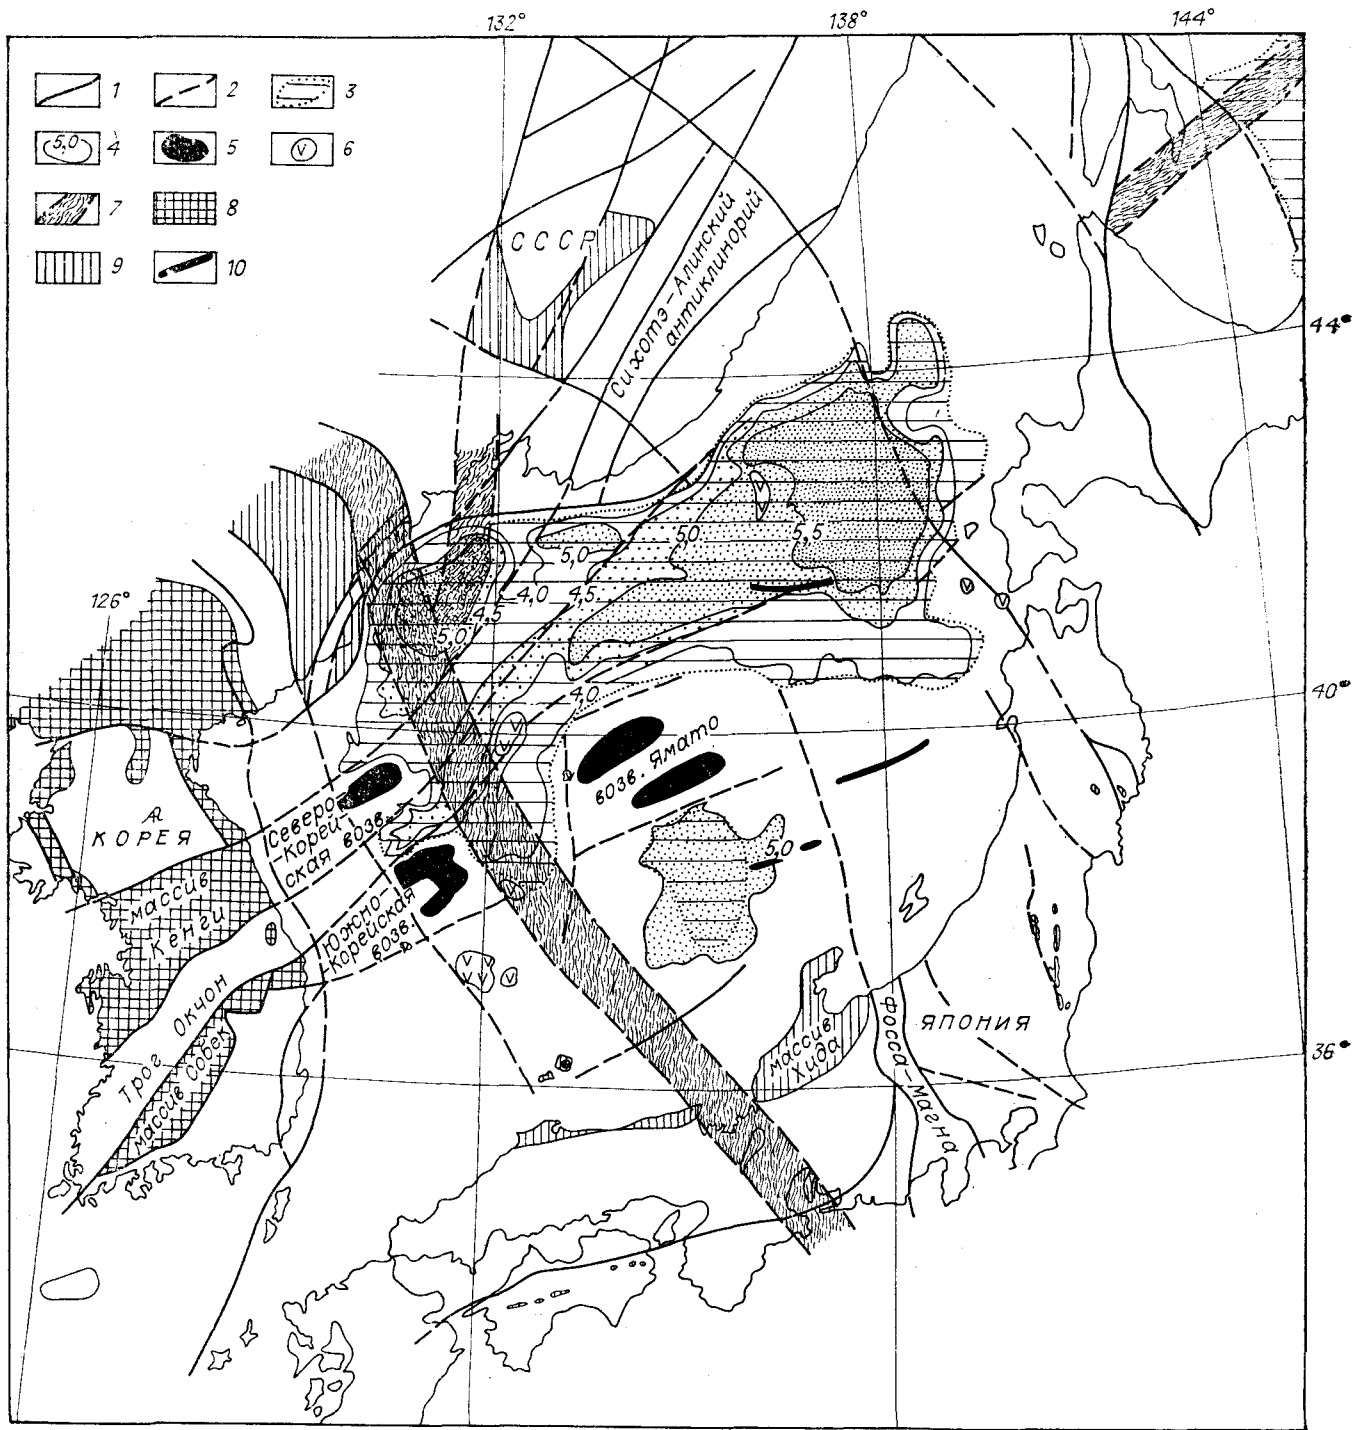 132°
138°
144°
1
2
3
5,0
4
5
V
6
7
8
9
10
СССР
Сихотэ-Алинский
антиклинорий
44°
V
5,0
5,0
5,5
126°
4,0
4,5
4,5
5,0
V
V
4,0
40°
V
V
возв. Ямато
AR
КОРЕЯ
Северо-
-Корей-
ская возв.
5,0
массив
Кенги
Южно-
Корейская
возв.
V
V
V
V
V
V
Трог Окчон
массив Собек
массив
Хида
Фосса-Магна
ЯПОНИЯ
36°